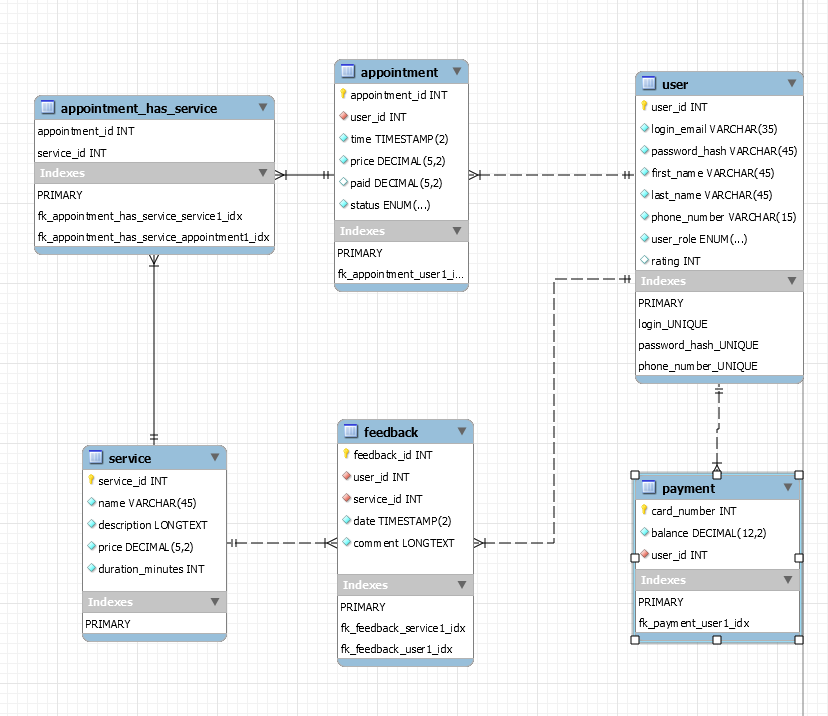 appointment_has_service
appointment_id INT
service_id INT
Indexes
PRIMARY
fk_appointment_has_service_service1_idx
fk_appointment_has_service_appointment1_idx
appointment
appointment_id INT
user_id INT
time TIMESTAMP(2)
price DECIMAL(5,2)
paid DECIMAL(5,2)
status ENUM(...)
Indexes
PRIMARY
fk_appointment_user1_i...
user
user_id INT
login_email VARCHAR(35)
password_hash VARCHAR(45)
first_name VARCHAR(45)
last_name VARCHAR(45)
phone_number VARCHAR(15)
user_role ENUM(...)
rating INT
Indexes
PRIMARY
login_UNIQUE
password_hash_UNIQUE
phone_number_UNIQUE
service
service_id INT
name VARCHAR(45)
description LONGTEXT
price DECIMAL(5,2)
duration_minutes INT
Indexes
PRIMARY
feedback
feedback_id INT
user_id INT
service_id INT
date TIMESTAMP(2)
comment LONGTEXT
Indexes
PRIMARY
fk_feedback_service1_idx
fk_feedback_user1_idx
payment
card_number INT
balance DECIMAL(12,2)
user_id INT
Indexes
PRIMARY
fk_payment_user1_idx